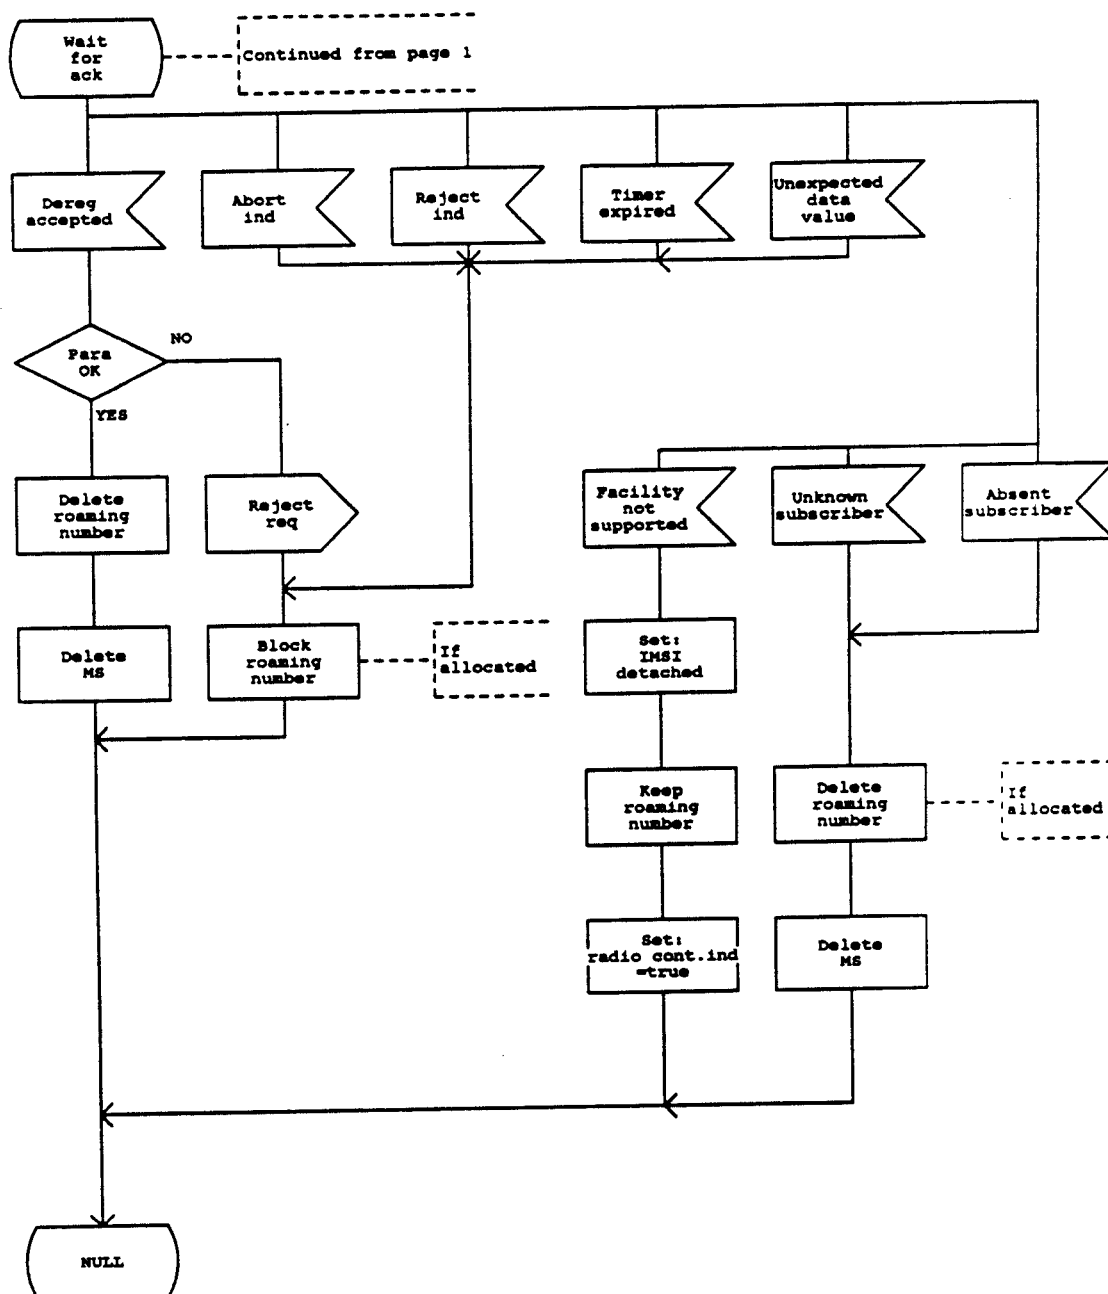 Wait
for
ack
Continued from page 1
Dereg
accepted
Abort
ind
Reject
ind
Timer
expired
Unexpected
data
value
Para
OK
NO
YES
Delete
roaming
number
Reject
req
Facility
not
supported
Unknown
subscriber
Absent
subscriber
Delete
MS
Block
roaming
number
If
allocated
Set:
IMSI
detached
Keep
roaming
number
Delete
roaming
number
If
allocated
Set:
radio cont.ind
=true
Delete
MS
NULL